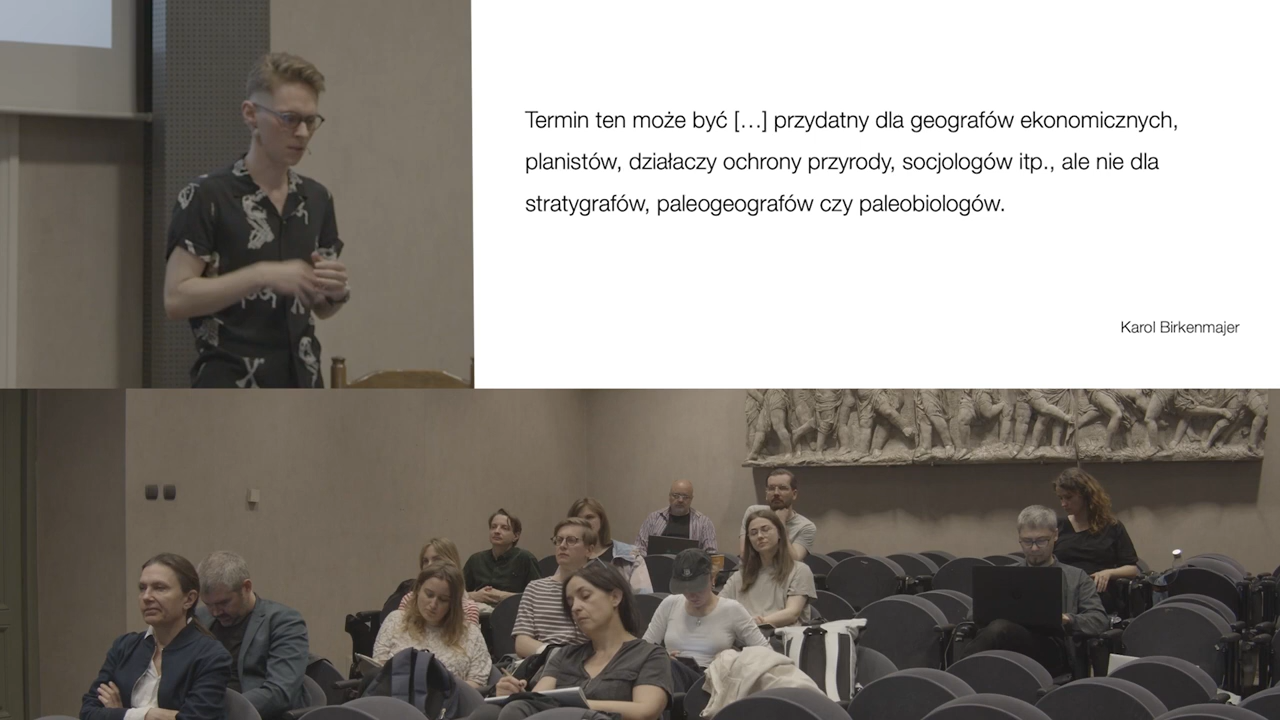 Termin ten może być […] przydatny dla geografów ekonomicznych,
planistów, działaczy ochrony przyrody, socjologów itp., ale nie dla
stratygrafów, paleogeografów czy paleobiologów.
Karol Birkenmajer